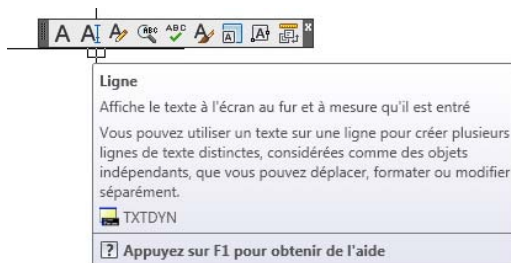 A A A ABC ABC A A A
Ligne
Affiche le texte à l'écran au fur et à mesure qu'il est entré
Vous pouvez utiliser un texte sur une ligne pour créer plusieurs
lignes de texte distinctes, considérées comme des objets
indépendants, que vous pouvez déplacer, formater ou modifier
séparément.
TXTDYN
? Appuyez sur F1 pour obtenir de l'aide